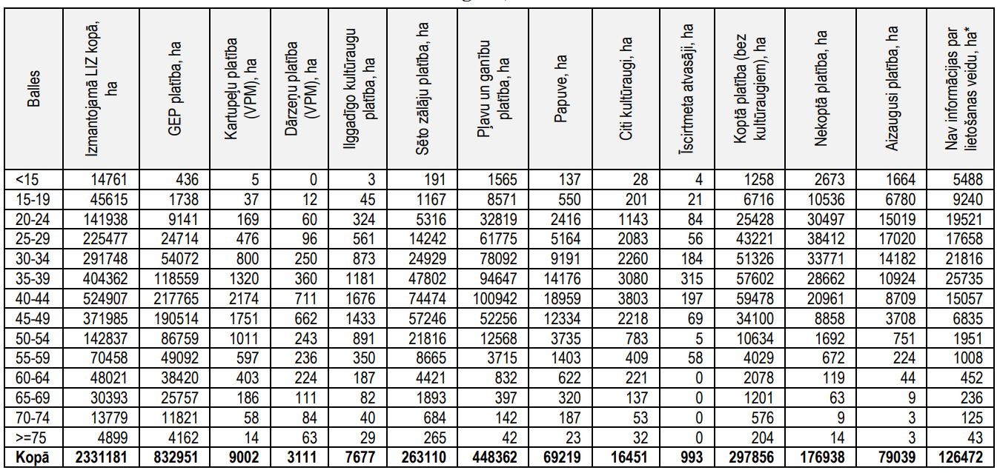 Balles Izmantojamā LIZ kopā, ha GEP platība, ha Kartupeļu platība (VPM), ha Dārzeņu platība (VPM), ha Ilggadīgo kultūraugu platība, ha Sēto zālāju platība, ha Pļavu un ganību platība, ha Papuve, ha Citi kultūraugi, ha Īscirtmeta atvasāji, ha Koptā platība (bez kultūraugiem), ha Nekoptā platība, ha Aizaugusi platība, ha Nav informācijas par lietošanas veidu, ha*
<15 14761 436 5 0 3 191 1565 137 28 4 1258 2673 1664 5488
15-19 45615 1738 37 12 45 1167 8571 550 201 21 6716 10536 6780 9240
20-24 141938 9141 169 60 324 5316 32819 2416 1143 84 25428 30497 15019 19521
25-29 225477 24714 476 96 561 14242 61775 5164 2083 56 43221 38412 17020 17658
30-34 291748 54072 800 250 873 24929 78092 9191 2260 184 51326 33771 14182 21816
35-39 404362 118559 1320 360 1181 47802 94647 14176 3080 315 57602 28662 10924 25735
40-44 524907 217765 2174 711 1676 74474 100942 18959 3803 197 59478 20961 8709 15057
45-49 371985 190514 1751 662 1433 57246 52256 12334 2218 69 34100 8858 3708 6835
50-54 142837 86759 1011 243 891 21816 12568 3735 783 5 10634 1692 751 1951
55-59 70458 49092 597 236 350 8665 3715 1403 409 58 4029 672 224 1008
60-64 48021 38420 403 224 187 4421 832 622 221 0 2078 119 44 452
65-69 30393 25757 186 111 82 1893 397 320 137 0 1201 63 9 236
70-74 13779 11821 58 84 40 684 142 187 53 0 576 9 3 125
>=75 4899 4162 14 63 29 265 42 23 32 0 204 14 3 43
Kopā 2331181 832951 9002 3111 7677 263110 448362 69219 16451 993 297856 176938 79039 126472